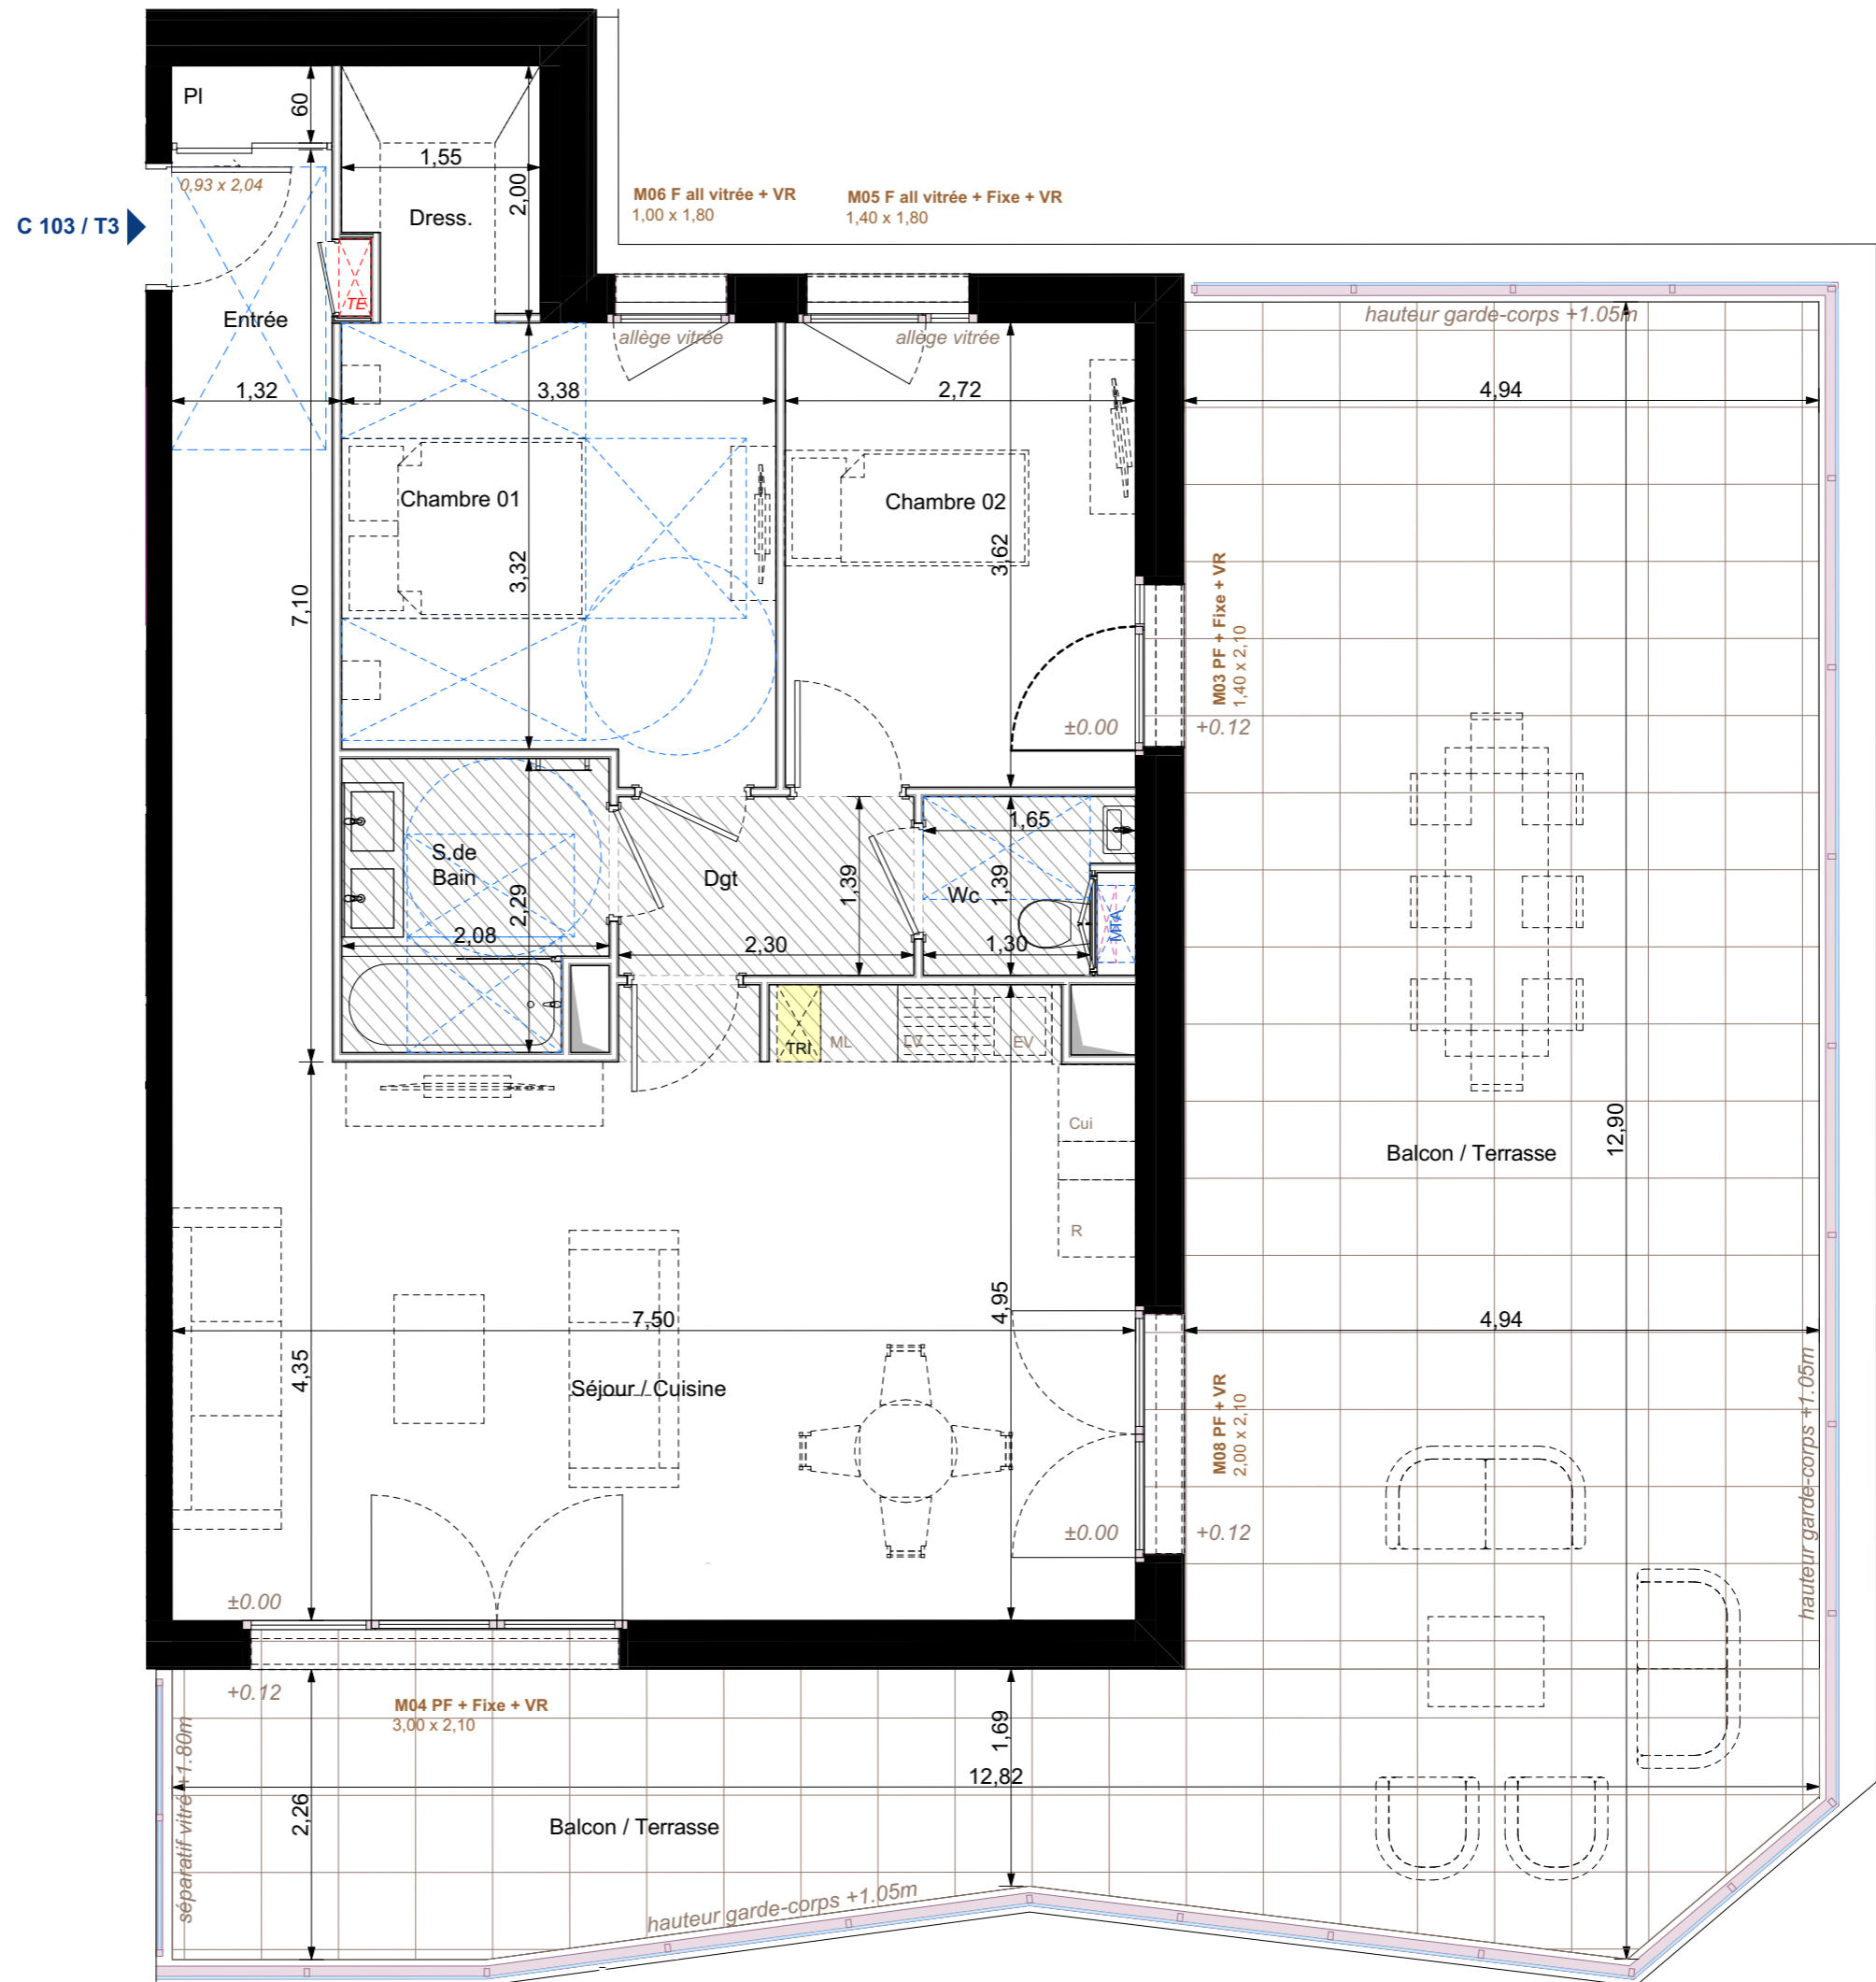 Pl
60
1,55
2,00
0,93 x 2,04
Dress.
C 103 / T3
M06 F all vitrée + VR
1,00 x 1,80
M05 F all vitrée + Fixe + VR
1,40 x 1,80
TE
Entrée
allège vitrée
allège vitrée
hauteur garde-corps +1.05m
1,32
3,38
2,72
4,94
Chambre 01
Chambre 02
3,32
3,62
7,10
M03 PF + Fixe + VR
1,40 x 2,10
±0.00
+0.12
S.de
Bain
2,29
2,08
Dgt
1,39
2,30
1,65
1,39
Wc
1,30
MTA
TRI
ML
LV
EV
Cui
R
12,90
Balcon / Terrasse
4,95
7,50
4,94
4,35
Séjour / Cuisine
M08 PF + VR
2,00 x 2,10
hauteur garde-corps +1.05m
±0.00
+0.12
±0.00
+0.12
M04 PF + Fixe + VR
3,00 x 2,10
séparatif vitré +1.80m
1,69
12,82
2,26
Balcon / Terrasse
hauteur garde-corps +1.05m